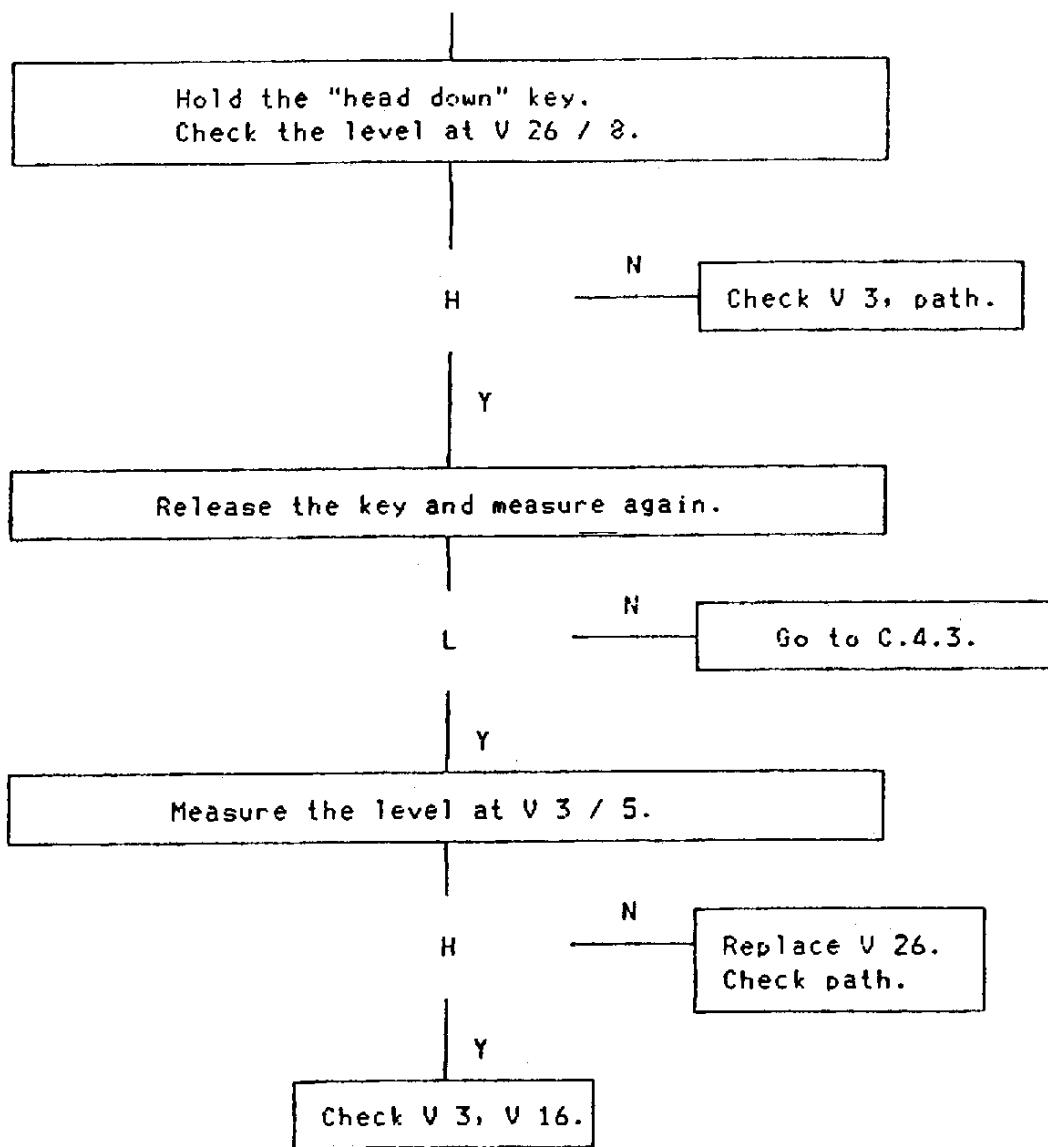 Hold the "head down" key.
Check the level at V 26 / 8.
N
H
Check V 3, path.
Y
Release the key and measure again.
N
L
Go to C.4.3.
Y
Measure the level at V 3 / 5.
N
H
Replace V 26.
Check path.
Y
Check V 3, V 16.